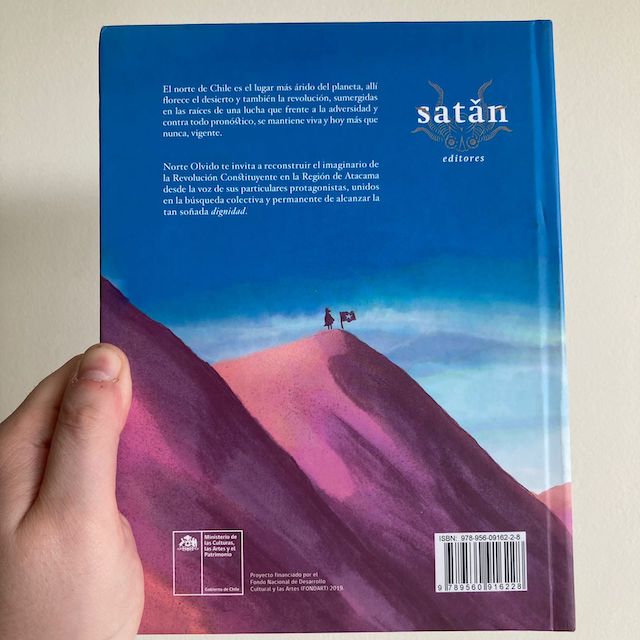 El norte de Chile es el lugar más árido del planeta, allí
florece el desierto y también la revolución, sumergidas
en las raíces de una lucha que frente a la adversidad y
contra todo pronóstico, se mantiene viva y hoy más que
nunca, vigente.
Norte Olvido te invita a reconstruir el imaginario de
la Revolución Constituyente en la Región de Atacama
desde la voz de sus particulares protagonistas, unidos
en la búsqueda colectiva y permanente de alcanzar la
tan soñada dignidad.
satăn
editores
Ministerio de
las Culturas,
las Artes y el
Patrimonio
Gobierno de Chile
Proyecto financiado por el
Fondo Nacional de Desarrollo
Cultural y las Artes (FONDART) 2019.
ISBN: 978-956-09162-2-8
9 789560 916228